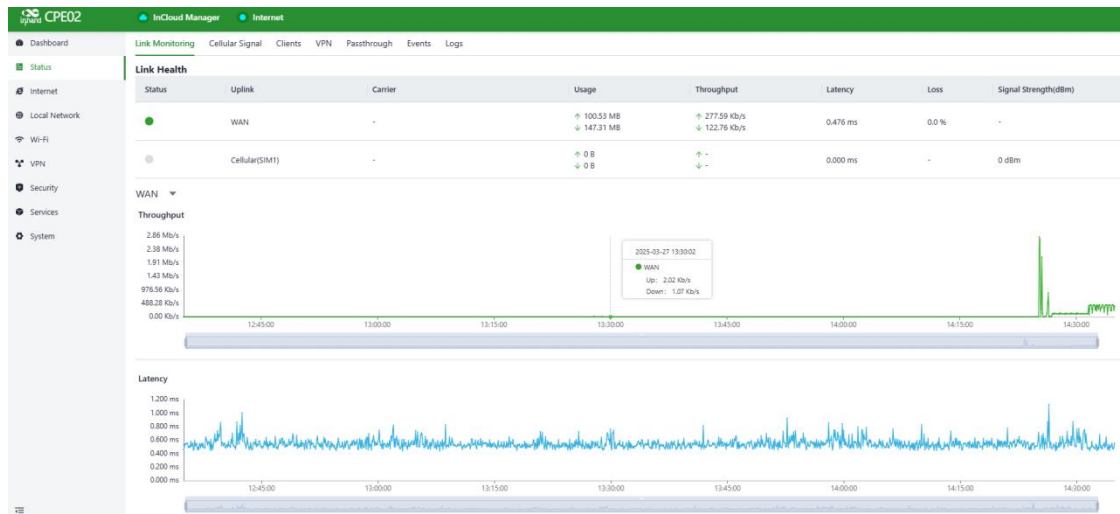 inhand CPE02 InCloud Manager Internet
Dashboard
Status
Internet
Local Network
Wi-Fi
VPN
Security
Services
System
Link Monitoring Cellular Signal Clients VPN Passthrough Events Logs
Link Health
Status Uplink Carrier Usage Throughput Latency Loss Signal Strength(dBm)
WAN - ↑ 100.53 MB ↑ 277.59 Kb/s 0.476 ms 0.0 % -
↓ 147.31 MB ↓ 122.76 Kb/s
Cellular(SIM1) - ↑ 0 B ↑ - 0.000 ms - 0 dBm
↓ 0 B ↓ -
WAN
Throughput
2.86 Mb/s
2.38 Mb/s
1.91 Mb/s
1.43 Mb/s
976.56 Kb/s
488.28 Kb/s
0.00 Kb/s
2025-03-27 13:30:02
WAN
Up: 2.02 Kb/s
Down: 1.07 Kb/s
12:45:00 13:00:00 13:15:00 13:30:00 13:45:00 14:00:00 14:15:00 14:30:00
Latency
1.200 ms
1.000 ms
0.800 ms
0.600 ms
0.400 ms
0.200 ms
0.000 ms
12:45:00 13:00:00 13:15:00 13:30:00 13:45:00 14:00:00 14:15:00 14:30:00